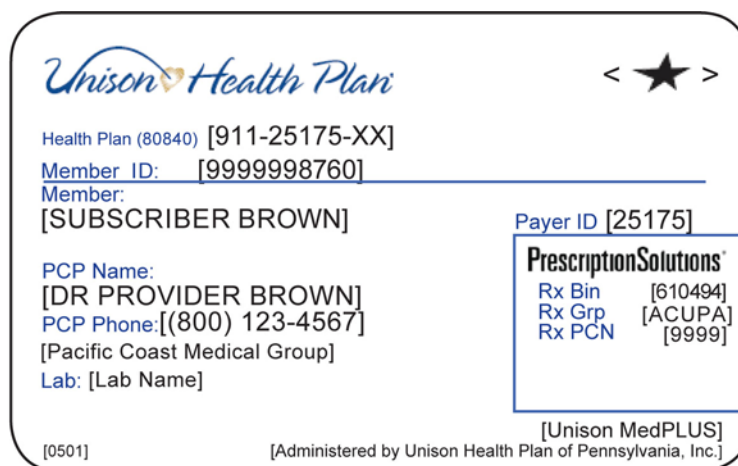 Unison Health Plan
< ★ >
Health Plan (80840) [911-25175-XX]
Member ID: [9999998760]
Member:
[SUBSCRIBER BROWN]
Payer ID [25175]
PCP Name:
[DR PROVIDER BROWN]
PCP Phone:[(800) 123-4567]
[Pacific Coast Medical Group]
Lab: [Lab Name]
PrescriptionSolutions
Rx Bin [610494]
Rx Grp [ACUPA]
Rx PCN [9999]
[Unison MedPLUS]
[0501]
[Administered by Unison Health Plan of Pennsylvania, Inc.]